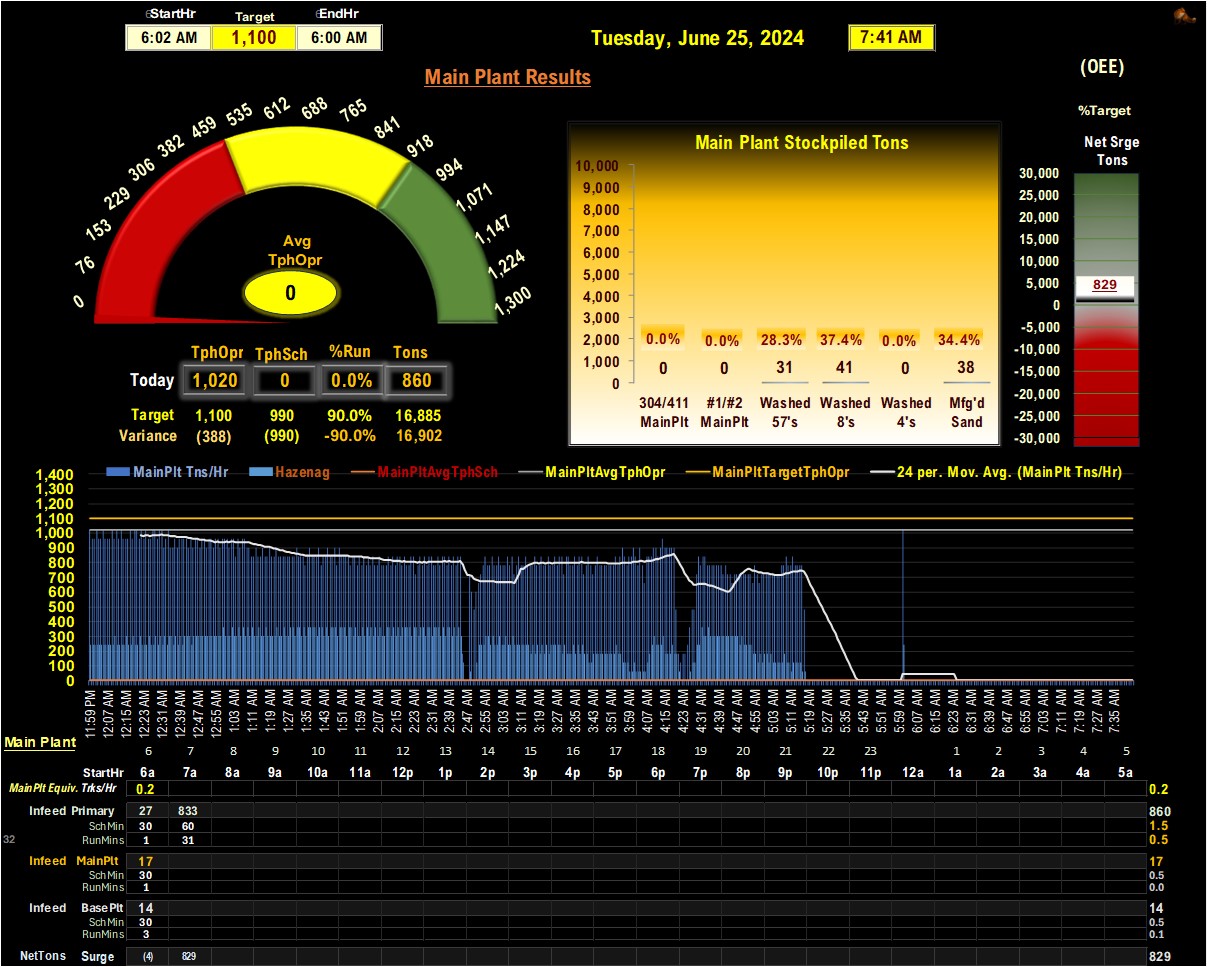 StartHr Target EndHr
6:02 AM 1,100 6:00 AM
Tuesday, June 25, 2024 7:41 AM
(OEE)
Main Plant Results
%Target
Net Srge
Tons
0 76 153 229 306 382 459 535 612 688 765 841 918 994 1,071 1,147 1,224 1,300
Avg
TphOpr
0
TphOpr TphSch %Run Tons
Today 1,020 0 0.0% 860
Target 1,100 990 90.0% 16,885
Variance (388) (990) -90.0% 16,902
Main Plant Stockpiled Tons
10,000
9,000
8,000
7,000
6,000
5,000
4,000
3,000
2,000
1,000
0
0.0% 0.0% 28.3% 37.4% 0.0% 34.4%
0 0 31 41 0 38
304/411 #1/#2 Washed Washed Washed Mfg'd
MainPlt MainPlt 57's 8's 4's Sand
30,000
25,000
20,000
15,000
10,000
5,000
829
0
-5,000
-10,000
-15,000
-20,000
-25,000
-30,000
MainPlt Tns/Hr Hazenag MainPltAvgTphSch MainPltAvgTphOpr MainPltTargetTphOpr 24 per. Mov. Avg. (MainPlt Tns/Hr)
1,400
1,300
1,200
1,100
1,000
900
800
700
600
500
400
300
200
100
0
11:59 PM 12:07 AM 12:15 AM 12:23 AM 12:31 AM 12:39 AM 12:47 AM 12:55 AM 1:03 AM 1:11 AM 1:19 AM 1:27 AM 1:35 AM 1:43 AM 1:51 AM 1:59 AM 2:07 AM 2:15 AM 2:23 AM 2:31 AM 2:39 AM 2:47 AM 2:55 AM 3:03 AM 3:11 AM 3:19 AM 3:27 AM 3:35 AM 3:43 AM 3:51 AM 3:59 AM 4:07 AM 4:15 AM 4:23 AM 4:31 AM 4:39 AM 4:47 AM 4:55 AM 5:03 AM 5:11 AM 5:19 AM 5:27 AM 5:35 AM 5:43 AM 5:51 AM 5:59 AM 6:07 AM 6:15 AM 6:23 AM 6:31 AM 6:39 AM 6:47 AM 6:55 AM 7:03 AM 7:11 AM 7:19 AM 7:27 AM 7:35 AM
Main Plant
6 7 8 9 10 11 12 13 14 15 16 17 18 19 20 21 22 23 1 2 3 4 5
StartHr 6a 7a 8a 9a 10a 11a 12p 1p 2p 3p 4p 5p 6p 7p 8p 9p 10p 11p 12a 1a 2a 3a 4a 5a
MainPlt Equiv. Trks/Hr 0.2 0.2
Infeed Primary 27 833 860
SchMin 30 60 1.5
32 RunMins 1 31 0.5
Infeed MainPlt 17 17
SchMin 30 0.5
RunMins 1 0.0
Infeed BasePlt 14 14
SchMin 30 0.5
RunMins 3 0.1
NetTons Surge (4) 829 829